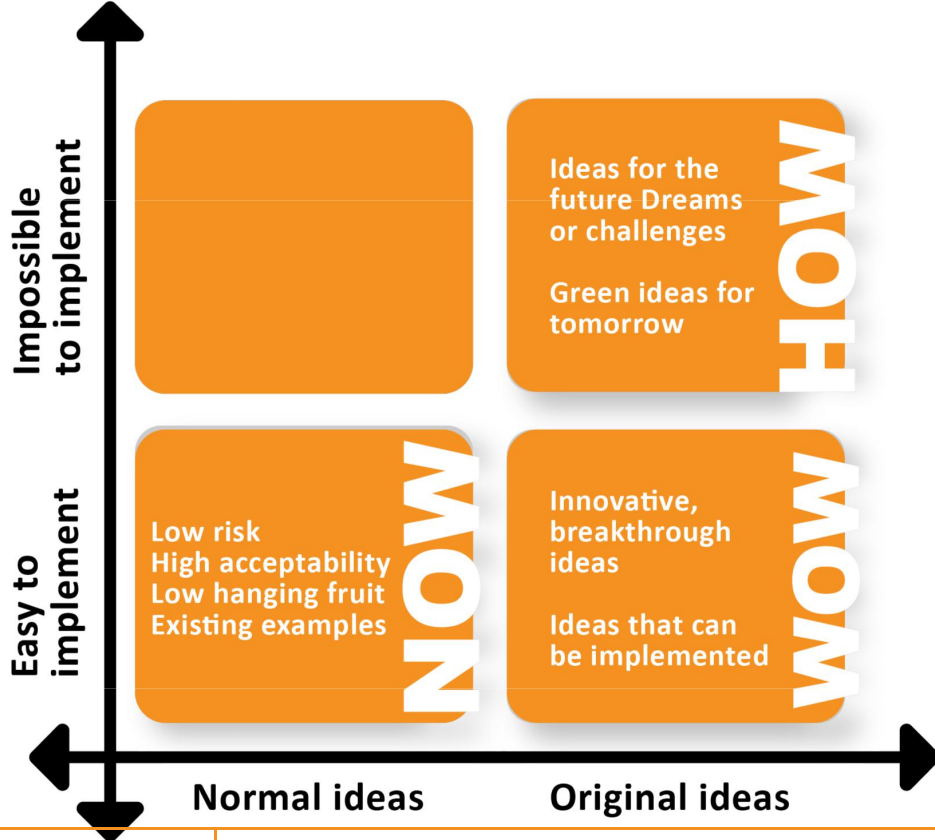 Impossible
to implement
Ideas for the
future Dreams
or challenges
Green ideas for
tomorrow
HOW
Easy to
implement
Low risk
High acceptability
Low hanging fruit
Existing examples
NOW
Innovative,
breakthrough
ideas
Ideas that can
be implemented
WOW
Normal ideas
Original ideas